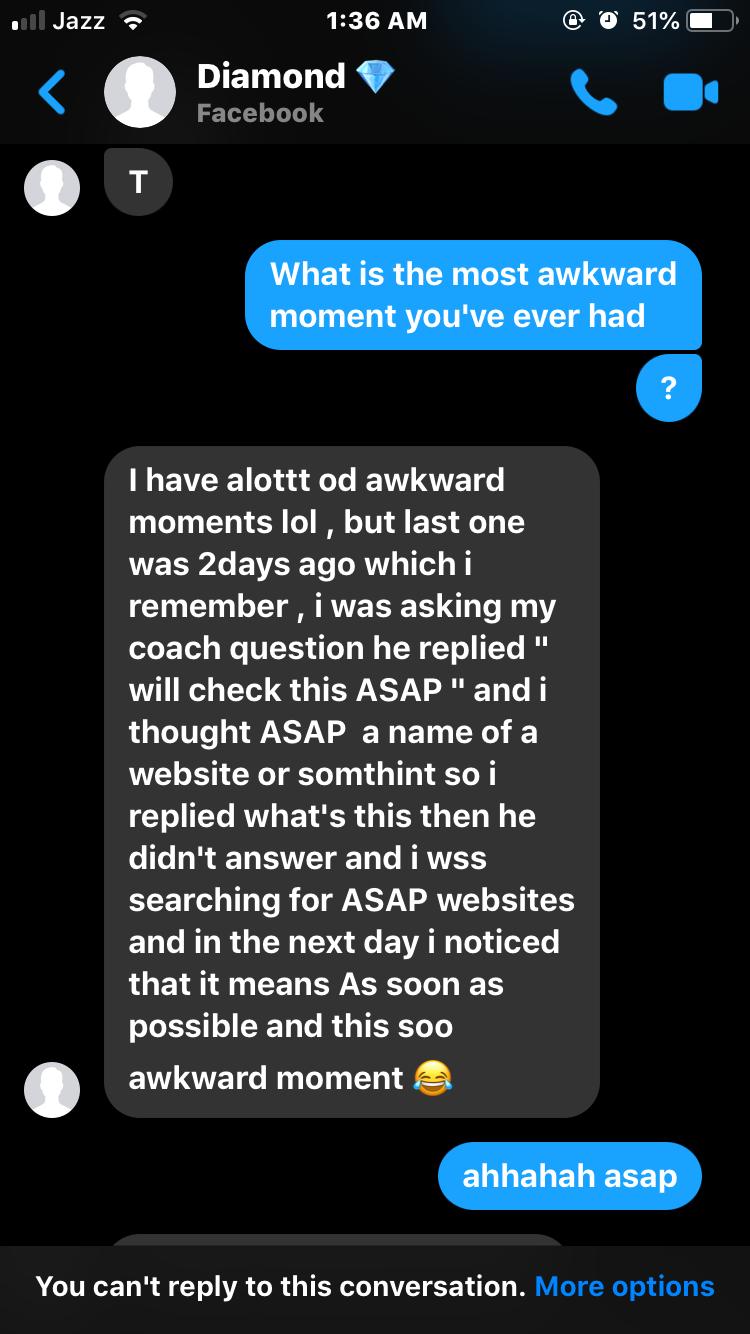 Jazz 1:36 AM 51%
Diamond 💎
Facebook
T
What is the most awkward
moment you've ever had
?
I have alottt od awkward
moments lol , but last one
was 2days ago which i
remember , i was asking my
coach question he replied "
will check this ASAP " and i
thought ASAP  a name of a
website or somthint so i
replied what's this then he
didn't answer and i wss
searching for ASAP websites
and in the next day i noticed
that it means As soon as
possible and this soo
awkward moment 😂
ahhahah asap
You can't reply to this conversation. More options